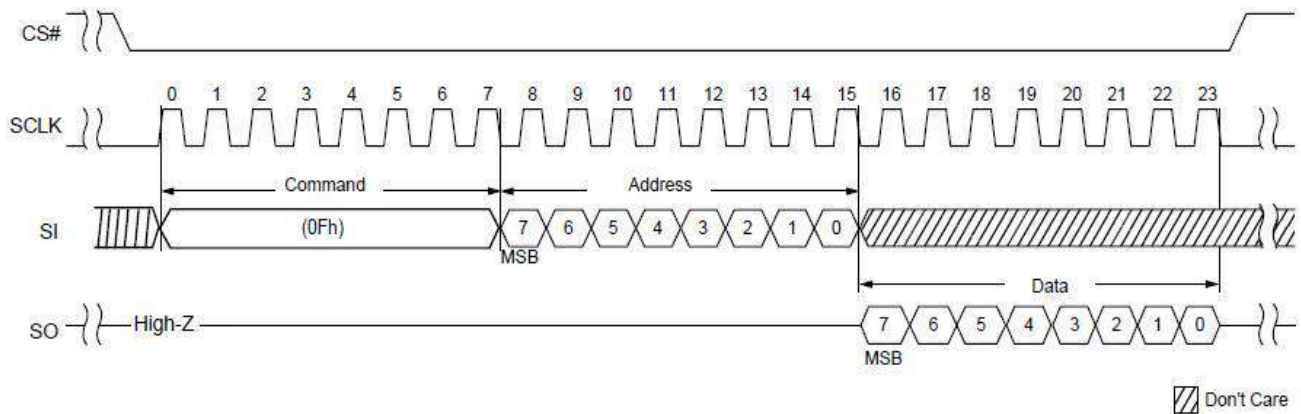 CS#
0 1 2 3 4 5 6 7 8 9 10 11 12 13 14 15 16 17 18 19 20 21 22 23
SCLK
Command Address
SI (0Fh) 7 6 5 4 3 2 1 0
MSB
Data
SO High-Z 7 6 5 4 3 2 1 0
MSB
Don't Care